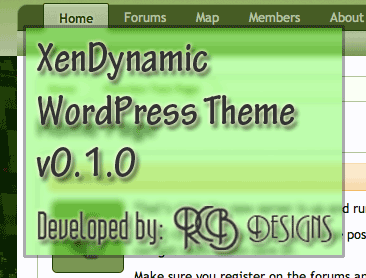 Home Forums Map Members About
XenDynamic
WordPress Theme
v0.1.0
Developed by: RCB DESIGNS
Make sure you register on the forums an